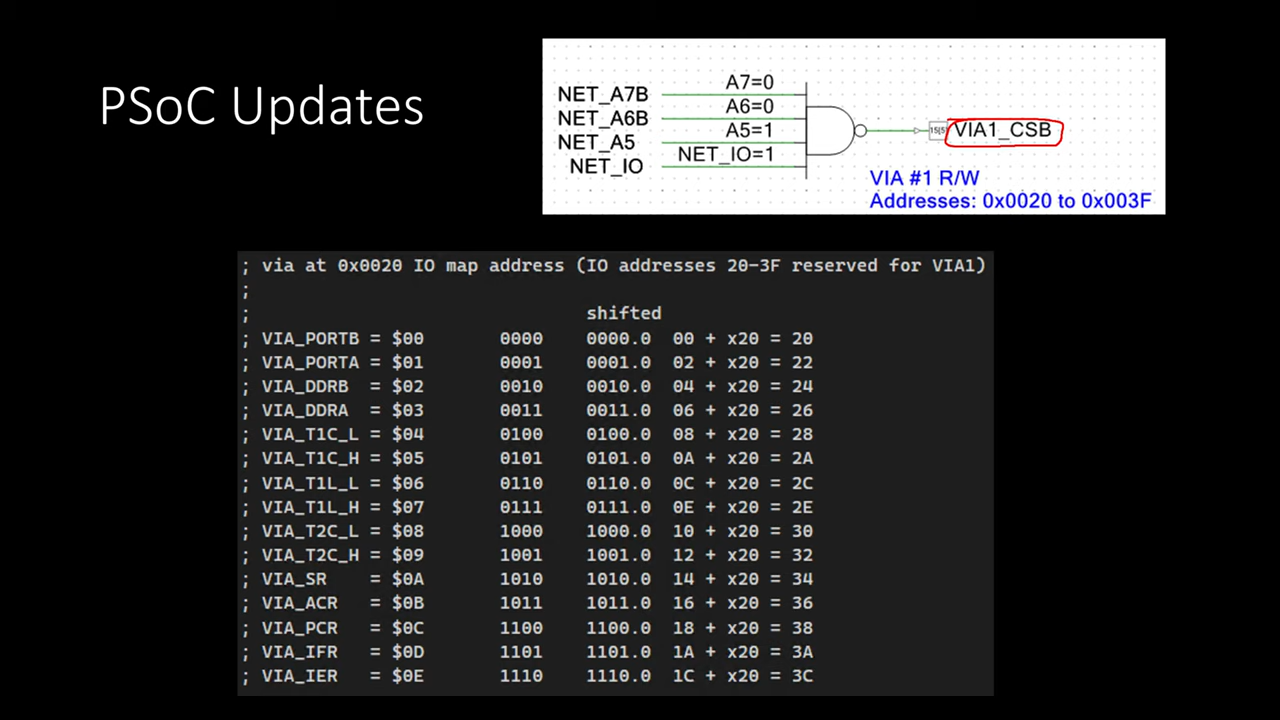 PSoC Updates
NET_A7B A7=0
NET_A6B A6=0
NET_A5 A5=1
NET_IO NET_IO=1
15[5] VIA1_CSB
VIA #1 R/W
Addresses: 0x0020 to 0x003F
; via at 0x0020 IO map address (IO addresses 20-3F reserved for VIA1)
;
; shifted
; VIA_PORTB = $00 0000 0000.0 00 + x20 = 20
; VIA_PORTA = $01 0001 0001.0 02 + x20 = 22
; VIA_DDRB = $02 0010 0010.0 04 + x20 = 24
; VIA_DDRA = $03 0011 0011.0 06 + x20 = 26
; VIA_T1C_L = $04 0100 0100.0 08 + x20 = 28
; VIA_T1C_H = $05 0101 0101.0 0A + x20 = 2A
; VIA_T1L_L = $06 0110 0110.0 0C + x20 = 2C
; VIA_T1L_H = $07 0111 0111.0 0E + x20 = 2E
; VIA_T2C_L = $08 1000 1000.0 10 + x20 = 30
; VIA_T2C_H = $09 1001 1001.0 12 + x20 = 32
; VIA_SR = $0A 1010 1010.0 14 + x20 = 34
; VIA_ACR = $0B 1011 1011.0 16 + x20 = 36
; VIA_PCR = $0C 1100 1100.0 18 + x20 = 38
; VIA_IFR = $0D 1101 1101.0 1A + x20 = 3A
; VIA_IER = $0E 1110 1110.0 1C + x20 = 3C